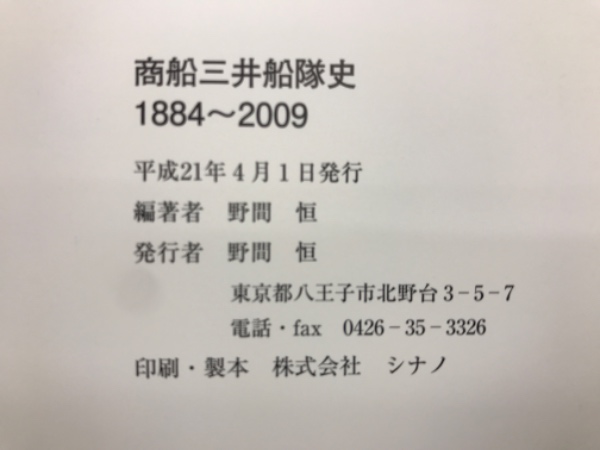 商船三井船隊史
1884～2009
平成21年4月1日発行
編著者　野間　恒
発行者　野間　恒
東京都八王子市北野台3－5－7
電話・fax　0426－35－3326
印刷・製本　株式会社　シナノ